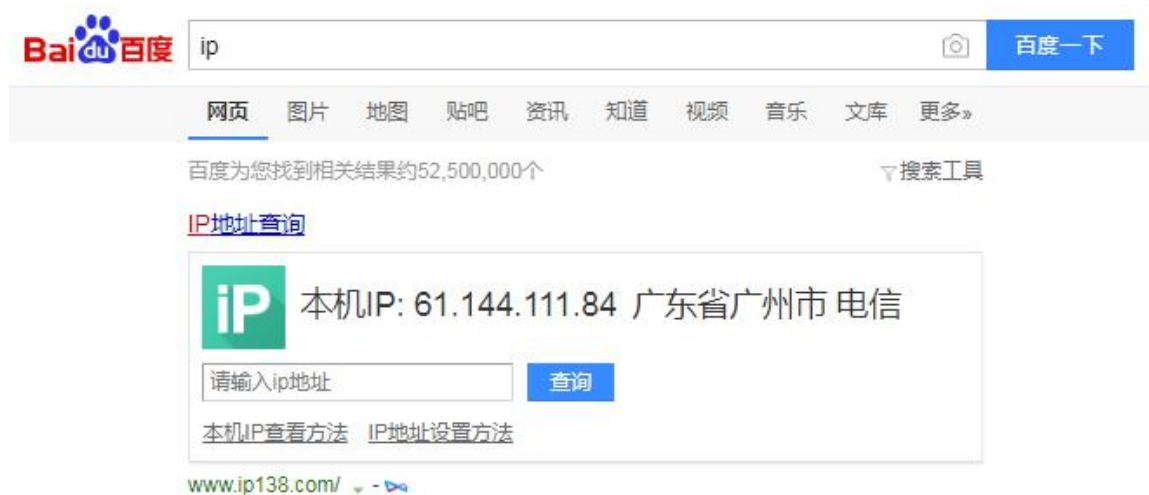 Bai du 百度 ip 百度一下
网页 图片 地图 贴吧 资讯 知道 视频 音乐 文库 更多»
百度为您找到相关结果约52,500,000个 搜索工具
IP地址查询
iP 本机IP: 61.144.111.84 广东省广州市 电信
请输入ip地址 查询
本机IP查看方法 IP地址设置方法
www.ip138.com/ -